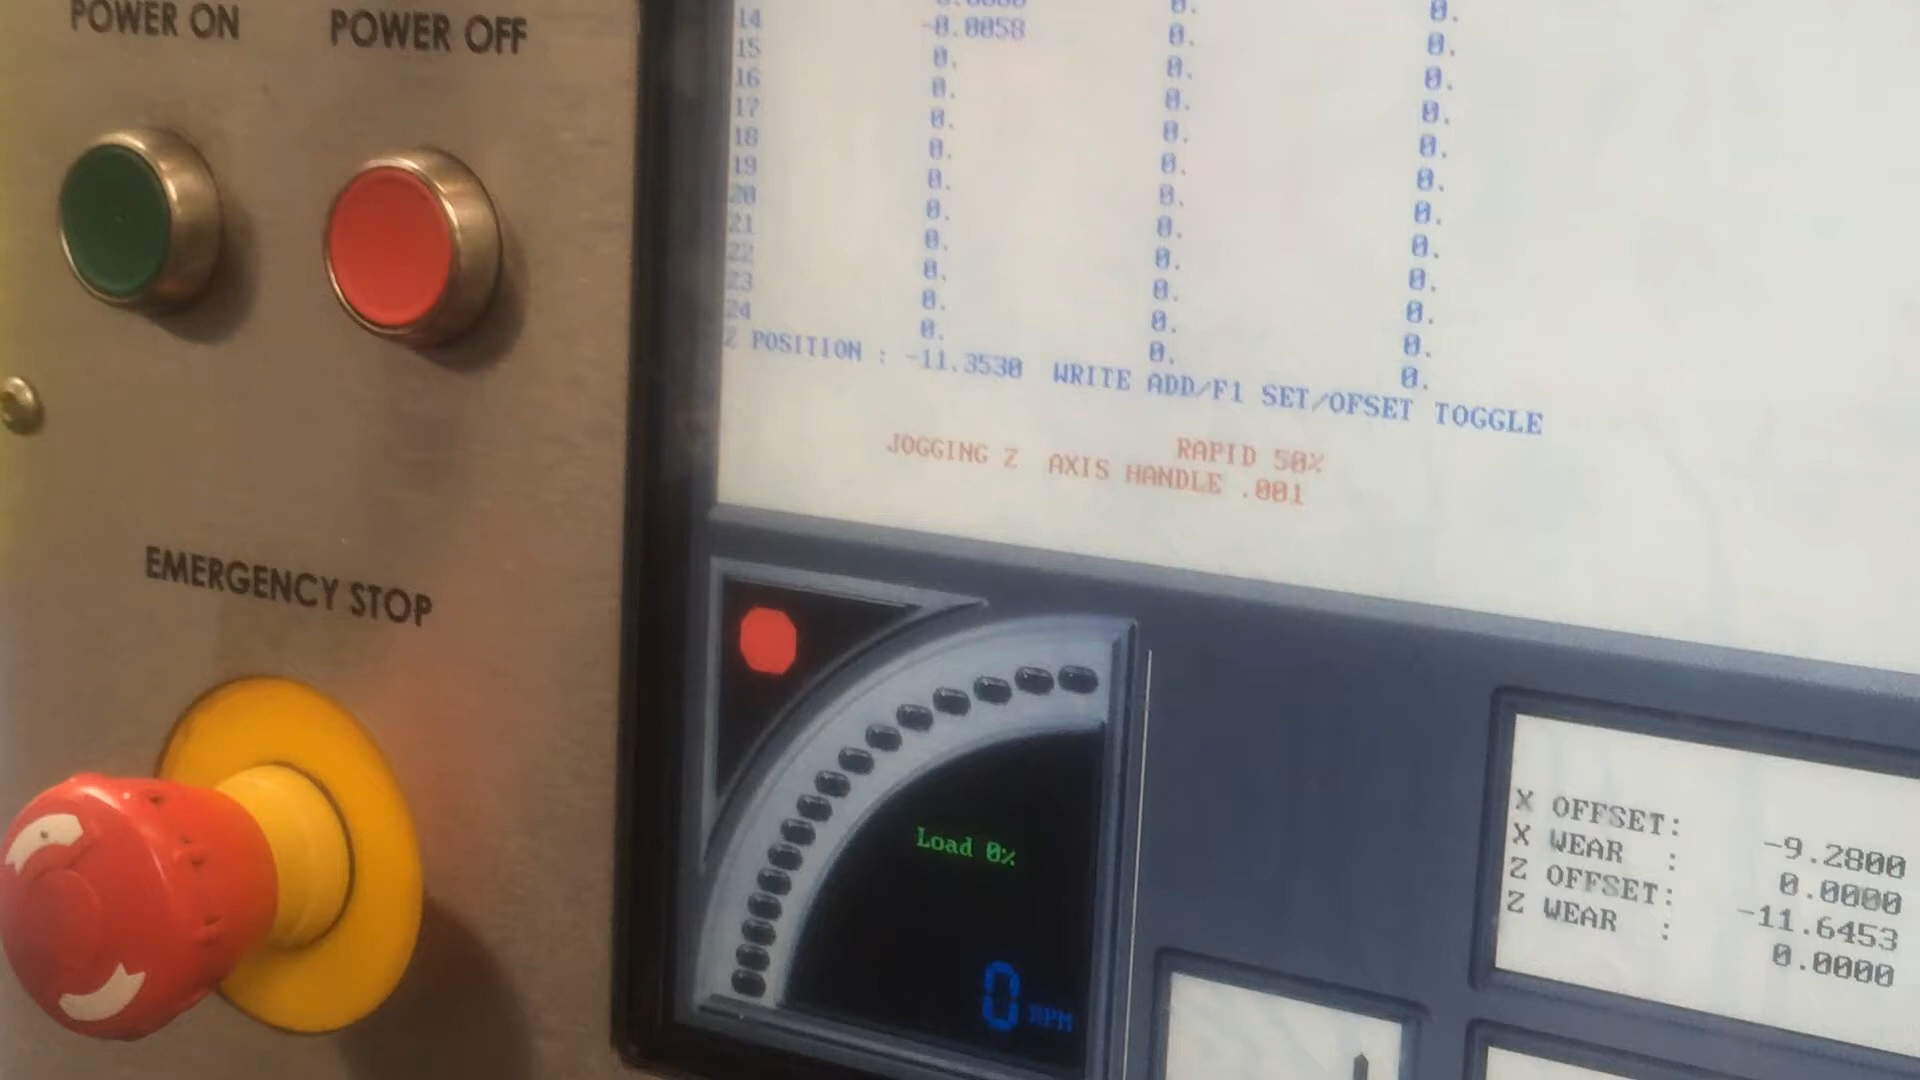 POWER ON POWER OFF
14 -0.0058 0. 0.
15 0. 0. 0.
16 0. 0. 0.
17 0. 0. 0.
18 0. 0. 0.
19 0. 0. 0.
20 0. 0. 0.
21 0. 0. 0.
22 0. 0. 0.
23 0. 0. 0.
24 0. 0. 0.
Z POSITION : -11.3530 WRITE ADD/F1 SET/OFSET TOGGLE
RAPID 50%
JOGGING Z AXIS HANDLE .001
EMERGENCY STOP
Load 0%
0 RPM
X OFFSET: -9.2800
X WEAR : 0.0000
Z OFFSET: -11.6453
Z WEAR : 0.0000